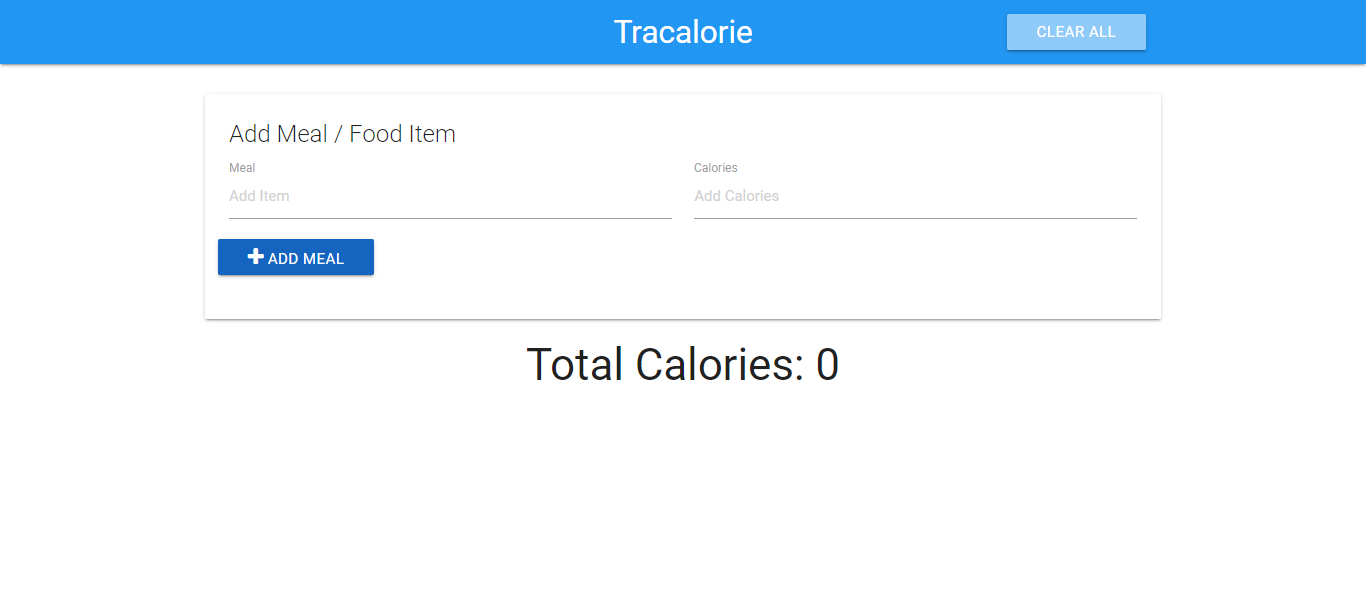 Tracalorie
CLEAR ALL
Add Meal / Food Item
Meal
Calories
Add Item
Add Calories
ADD MEAL
Total Calories: 0